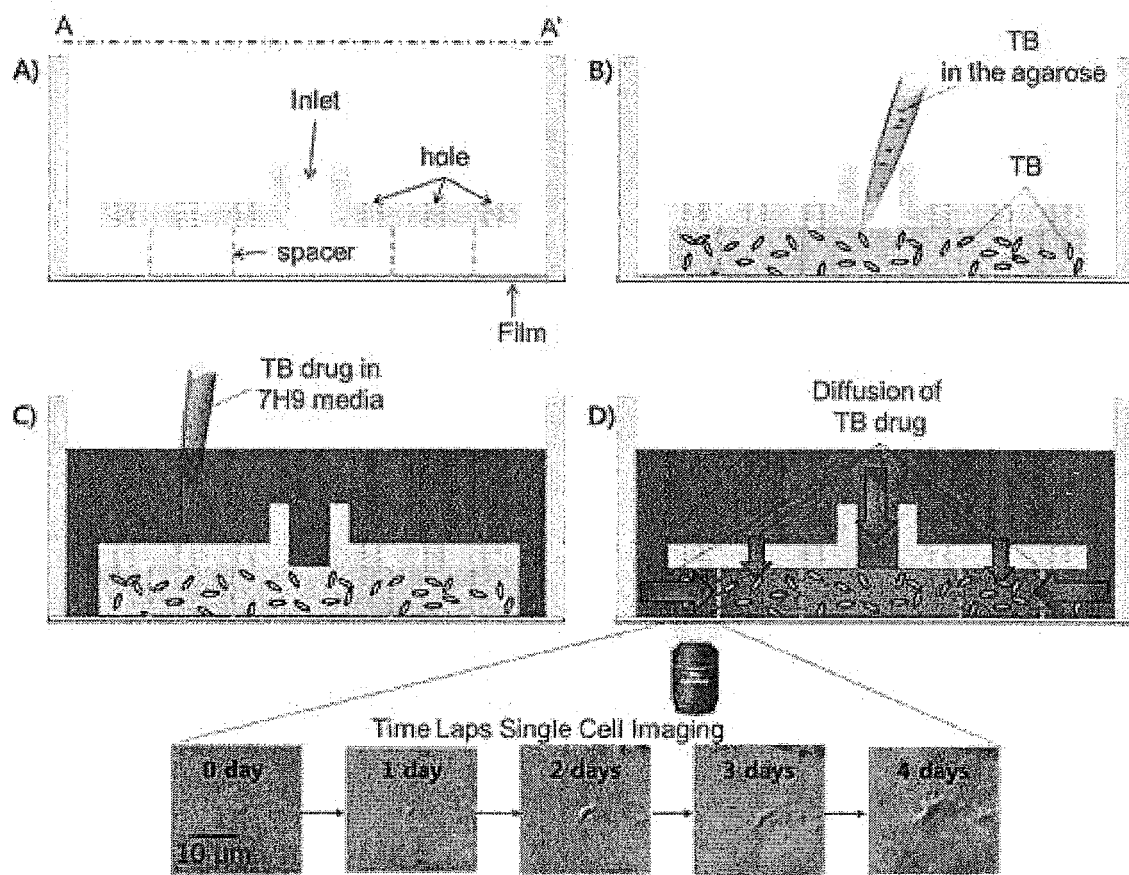 A A'
A)
Inlet
hole
spacer
Film
B)
TB
in the agarose
TB
C)
TB drug in
7H9 media
D)
Diffusion of
TB drug
Time Laps Single Cell Imaging
0 day
1 day
2 days
3 days
4 days
10 μm